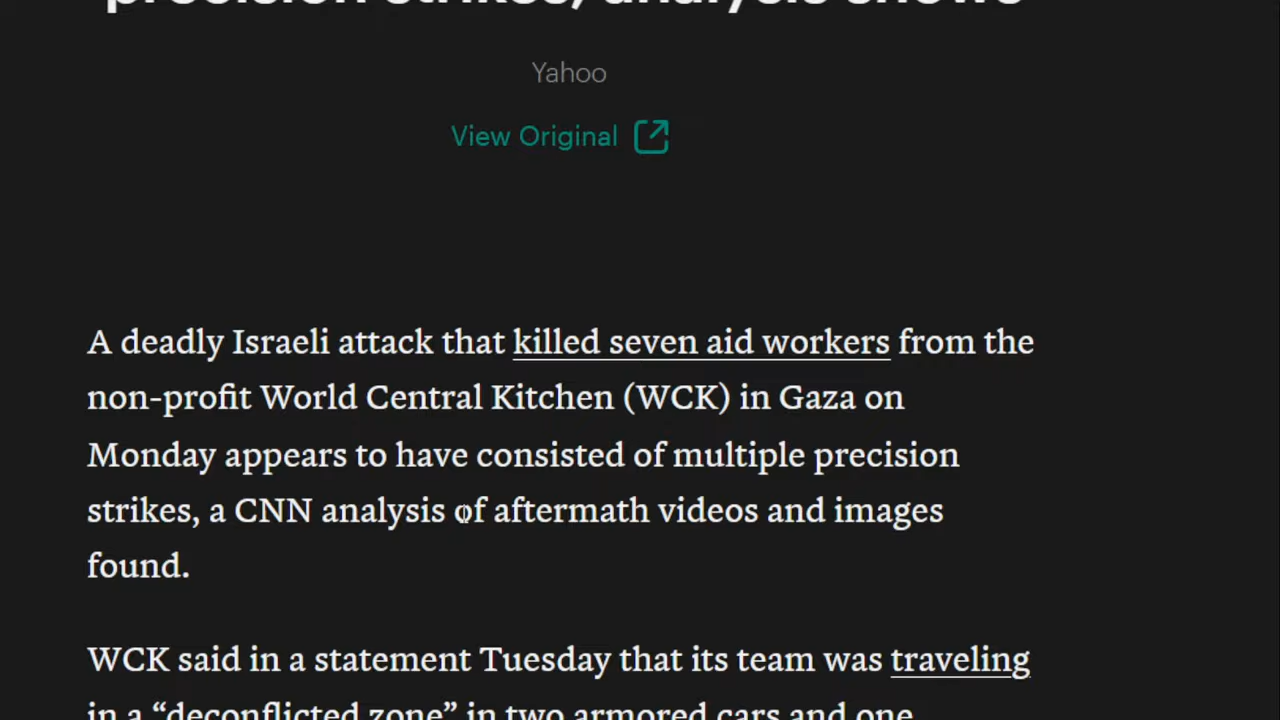 precision strikes, analysis shows
Yahoo
View Original
A deadly Israeli attack that killed seven aid workers from the
non-profit World Central Kitchen (WCK) in Gaza on
Monday appears to have consisted of multiple precision
strikes, a CNN analysis of aftermath videos and images
found.
WCK said in a statement Tuesday that its team was traveling
in a “deconflicted zone” in two armored cars and one